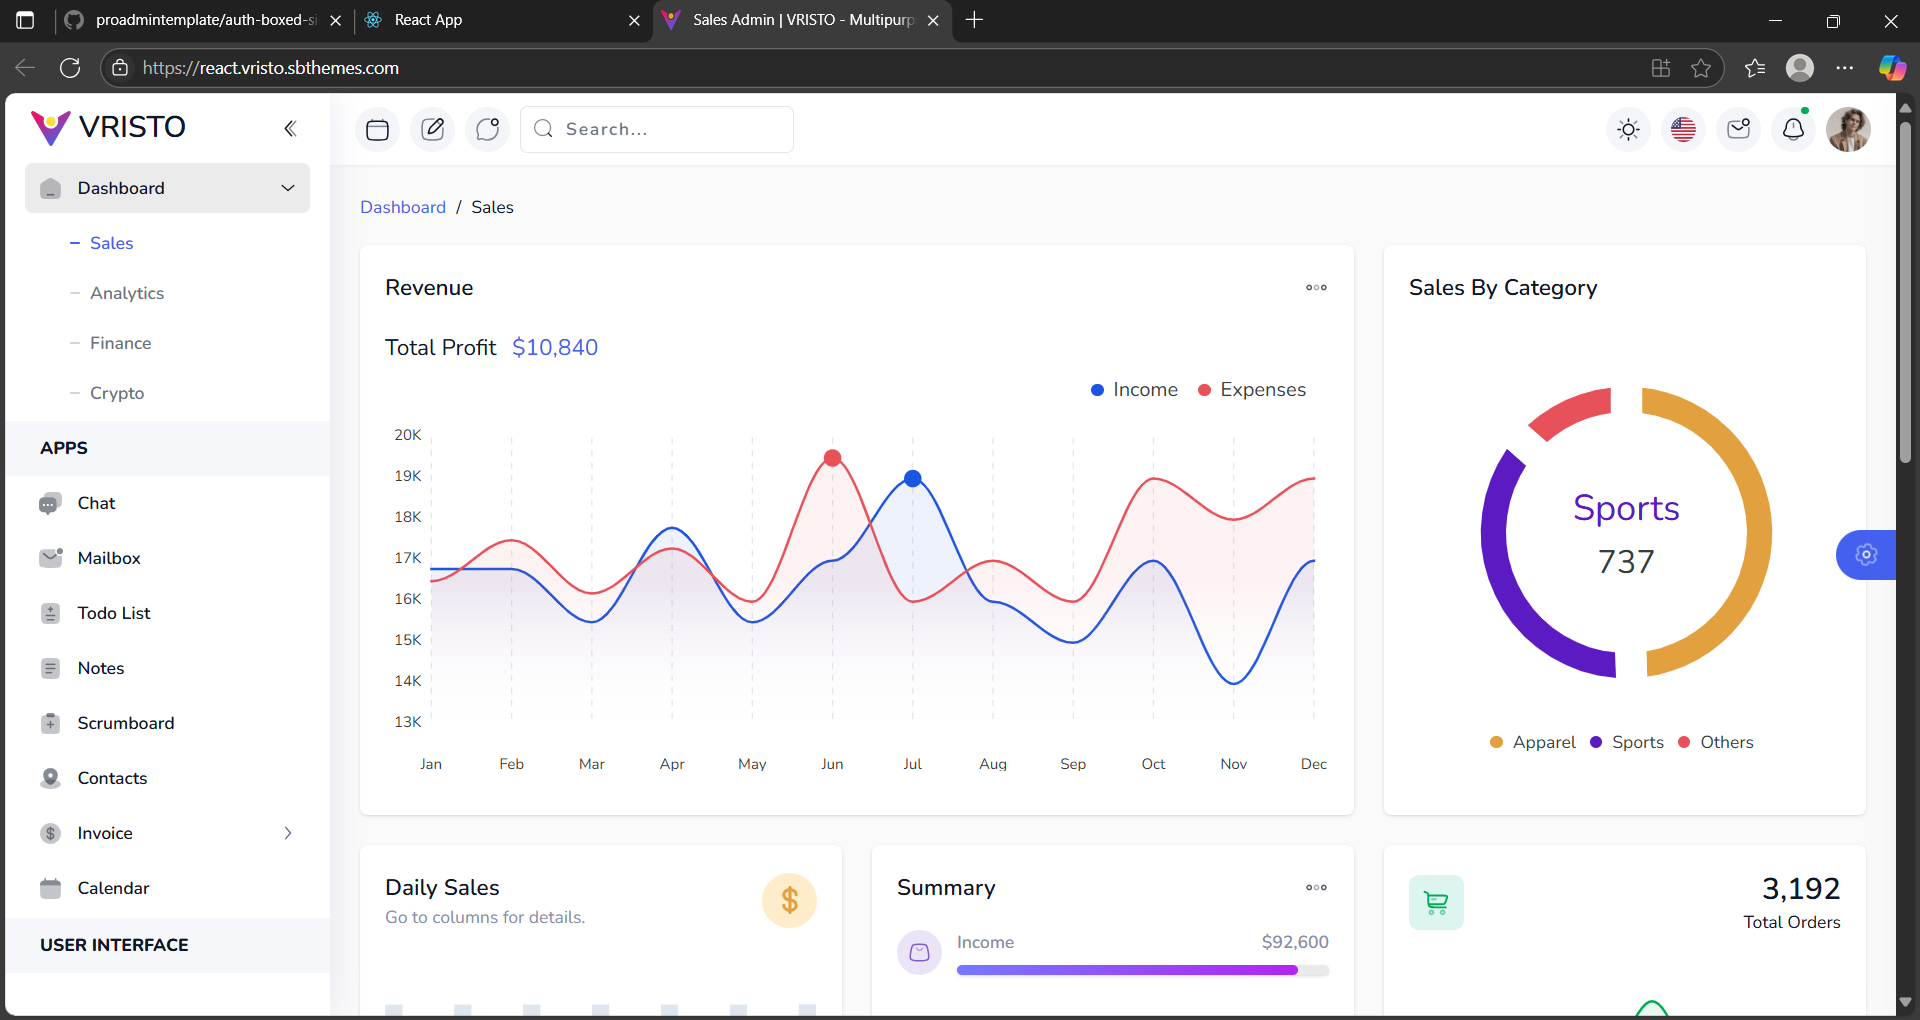 proadmintemplate/auth-boxed-si
React App
Sales Admin | VRISTO - Multipurp
https://react.vristo.sbthemes.com
VRISTO
Search...
Dashboard
Sales
Analytics
Finance
Crypto
APPS
Chat
Mailbox
Todo List
Notes
Scrumboard
Contacts
Invoice
Calendar
USER INTERFACE
Dashboard / Sales
Revenue
Total Profit $10,840
Income Expenses
20K
19K
18K
17K
16K
15K
14K
13K
Jan Feb Mar Apr May Jun Jul Aug Sep Oct Nov Dec
Sales By Category
Sports
737
Apparel Sports Others
Daily Sales
Go to columns for details.
$
Summary
Income $92,600
3,192
Total Orders